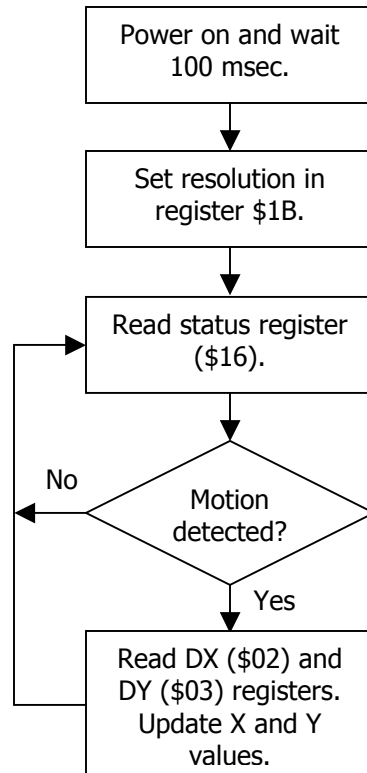 Power on and wait
100 msec.
Set resolution in
register $1B.
Read status register
($16).
No
Motion
detected?
Yes
Read DX ($02) and
DY ($03) registers.
Update X and Y
values.